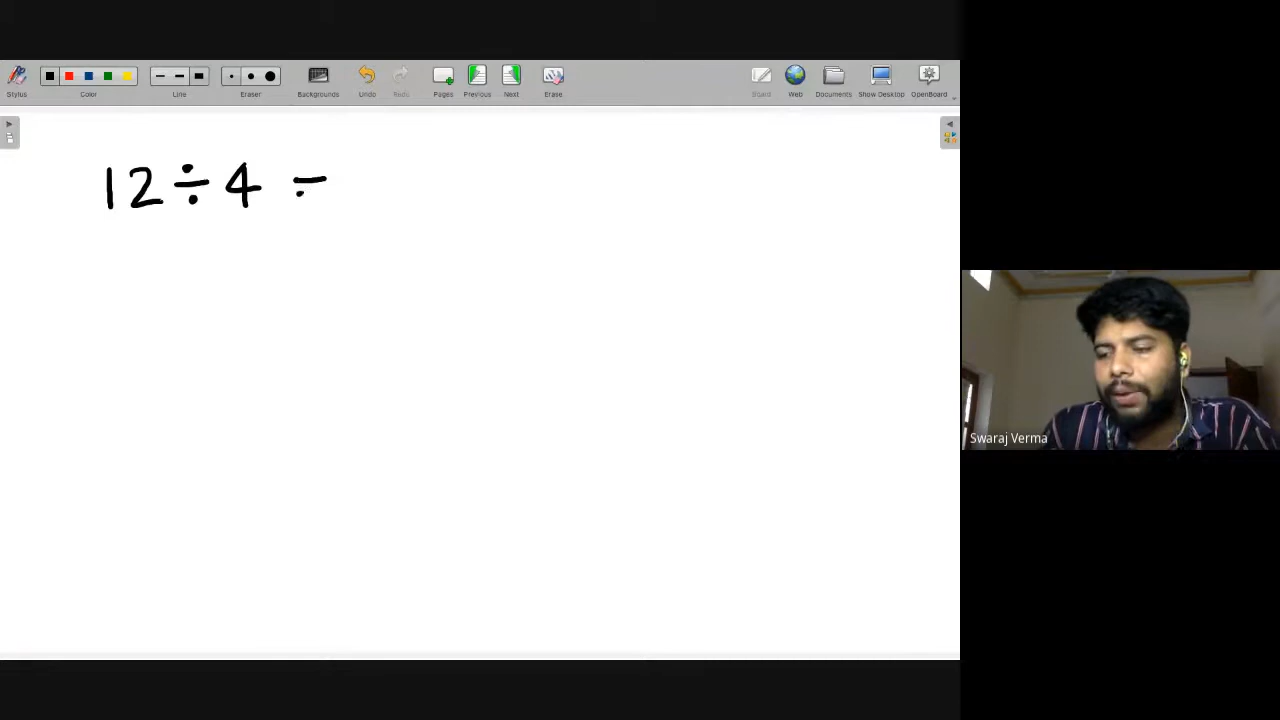 Stylus Color Line Eraser Backgrounds Undo Redo Pages Previous Next Erase Board Web Documents Show Desktop OpenBoard
12 ÷ 4 =
Swaraj Verma